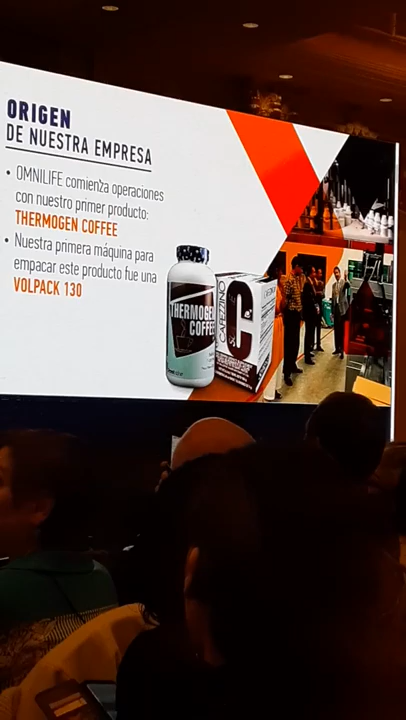 ORIGEN
DE NUESTRA EMPRESA
• OMNILIFE comienza operaciones
con nuestro primer producto:
THERMOGEN COFFEE
• Nuestra primera máquina para
empacar este producto fue una
VOLPACK 130
THERMOGEN
COFFEE
CAFEZZINO
C